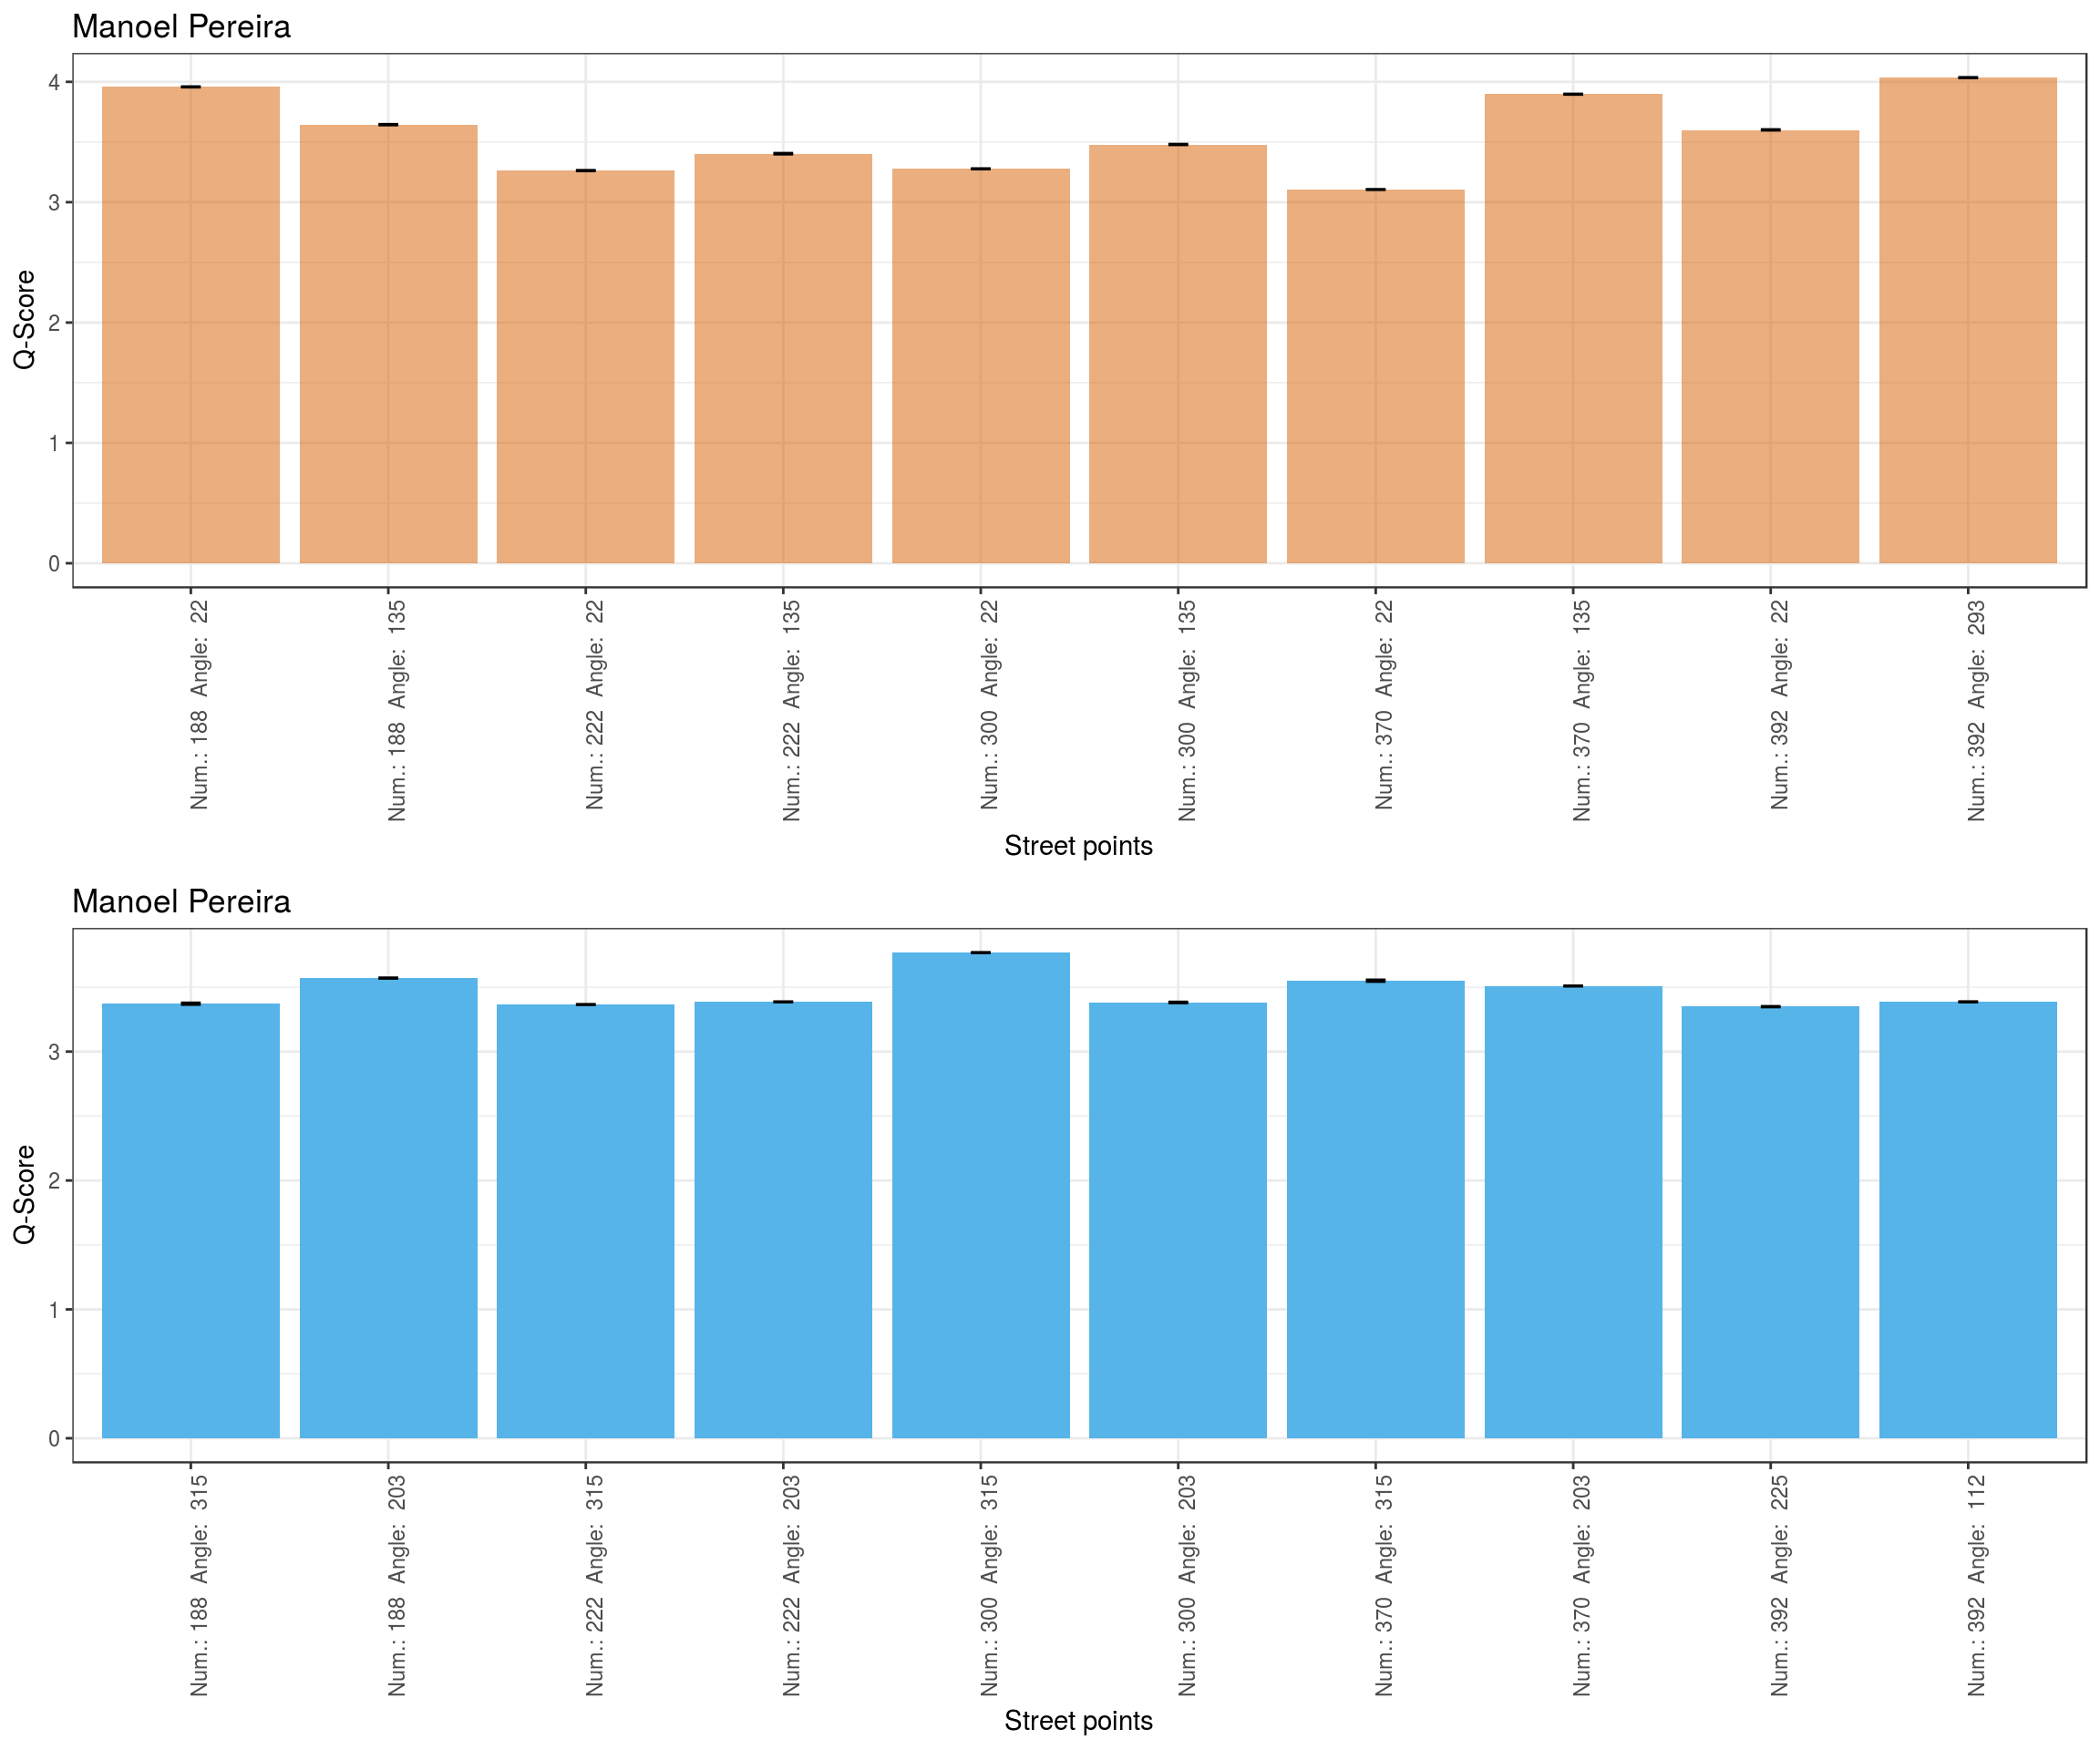 Manoel Pereira
Q-Score
4
3
2
1
0
Num.: 188 Angle: 22
Num.: 188 Angle: 135
Num.: 222 Angle: 22
Num.: 222 Angle: 135
Num.: 300 Angle: 22
Num.: 300 Angle: 135
Num.: 370 Angle: 22
Num.: 370 Angle: 135
Num.: 392 Angle: 22
Num.: 392 Angle: 293
Street points
Manoel Pereira
Q-Score
3
2
1
0
Num.: 188 Angle: 315
Num.: 188 Angle: 203
Num.: 222 Angle: 315
Num.: 222 Angle: 203
Num.: 300 Angle: 315
Num.: 300 Angle: 203
Num.: 370 Angle: 315
Num.: 370 Angle: 203
Num.: 392 Angle: 225
Num.: 392 Angle: 112
Street points